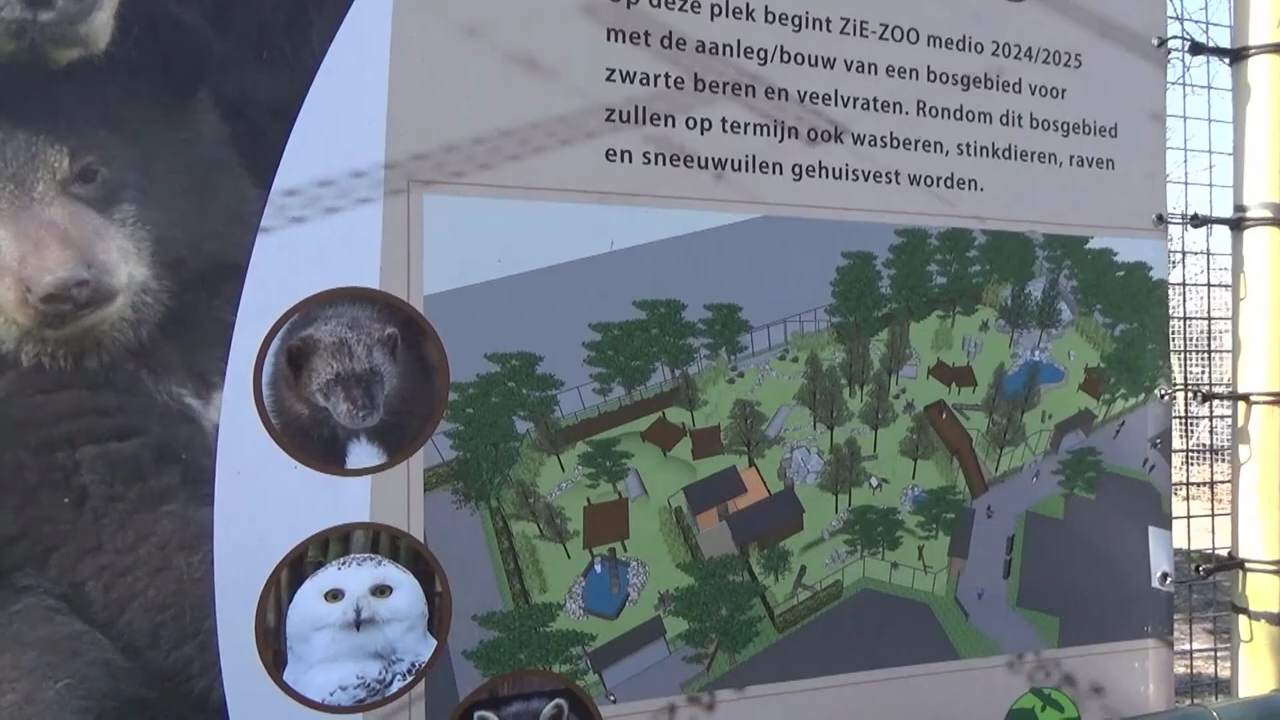 Op deze plek begint ZiE-ZOO medio 2024/2025
met de aanleg/bouw van een bosgebied voor
zwarte beren en veelvraten. Rondom dit bosgebied
zullen op termijn ook wasberen, stinkdieren, raven
en sneeuwuilen gehuisvest worden.